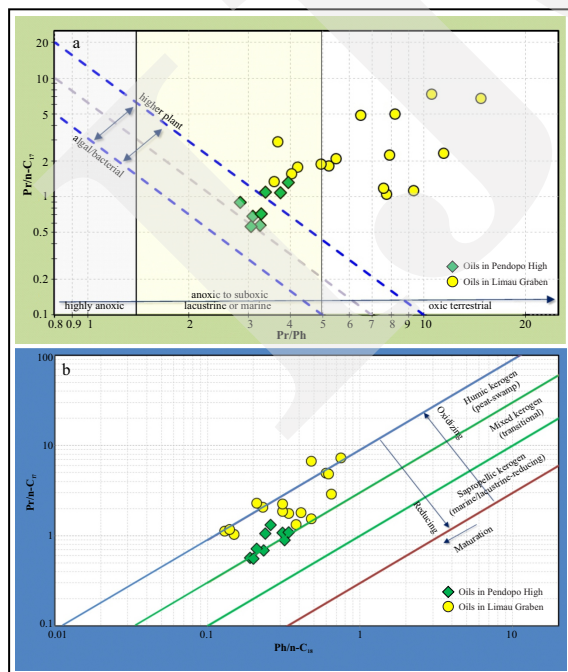 a
Pr/n-C₁₇
20
10
5
2
1
0.5
0.2
0.1
higher plant
algal/bacterial
Oils in Pendopo High
Oils in Limau Graben
highly anoxic
anoxic to suboxic
lacustrine or marine
oxic terrestrial
0.8 0.9 1 2 3 4 5 6 7 8 9 10 20
Pr/Ph
b
Pr/n-C₁₇
100
10
1
0.1
Humic kerogen
(peat-swamp)
Oxidizing
Mixed kerogen
(transitional)
Sapropellic kerogen
(marine/lacustrine-reducing)
Reducing
Maturation
Oils in Pendopo High
Oils in Limau Graben
0.01 0.1 1 10 20
Ph/n-C₁₈